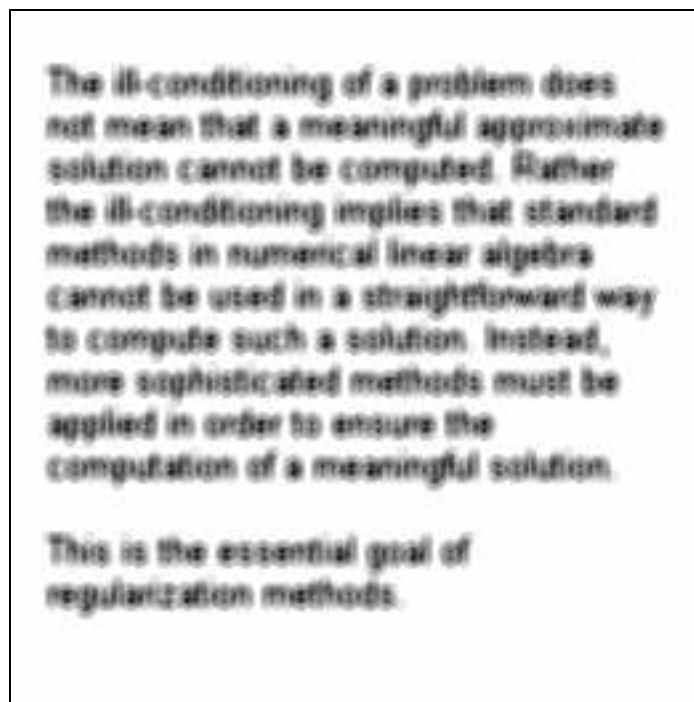 The ill-conditioning of a problem does
not mean that a meaningful approximate
solution cannot be computed. Rather
the ill-conditioning implies that standard
methods in numerical linear algebra
cannot be used in a straightforward way
to compute such a solution. Instead,
more sophisticated methods must be
applied in order to ensure the
computation of a meaningful solution.
This is the essential goal of
regularization methods.